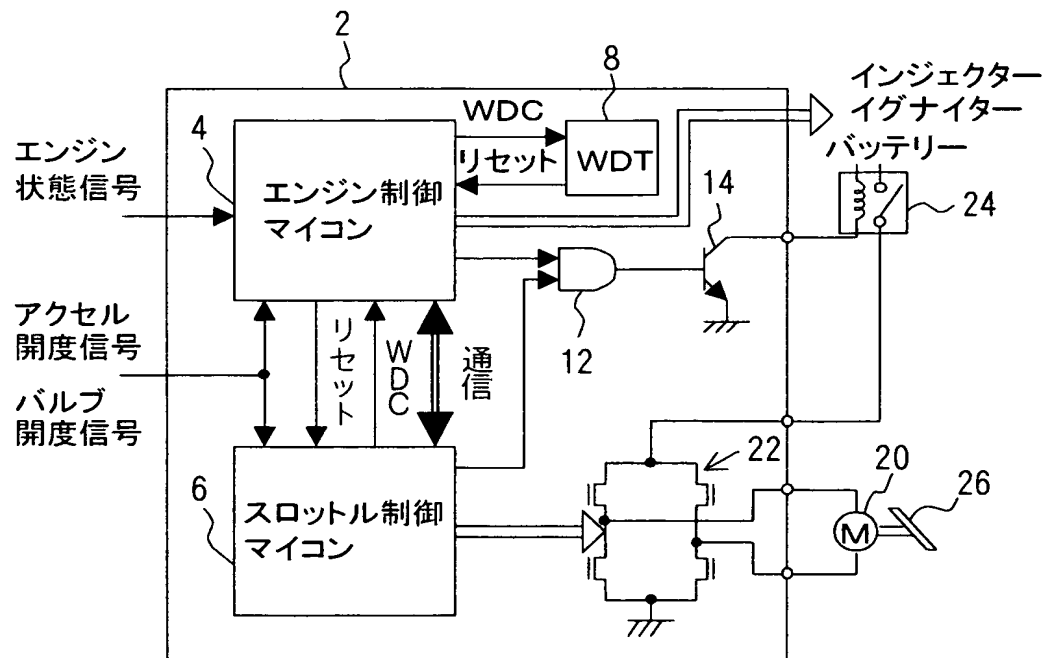 2
8
インジェクター
イグナイター
バッテリー
WDC
4
エンジン
状態信号
リセット
WDT
エンジン制御
マイコン
14
24
アクセル
開度信号
リセット
WDC
通信
12
バルブ
開度信号
22
20
26
6
スロットル制御
マイコン
M